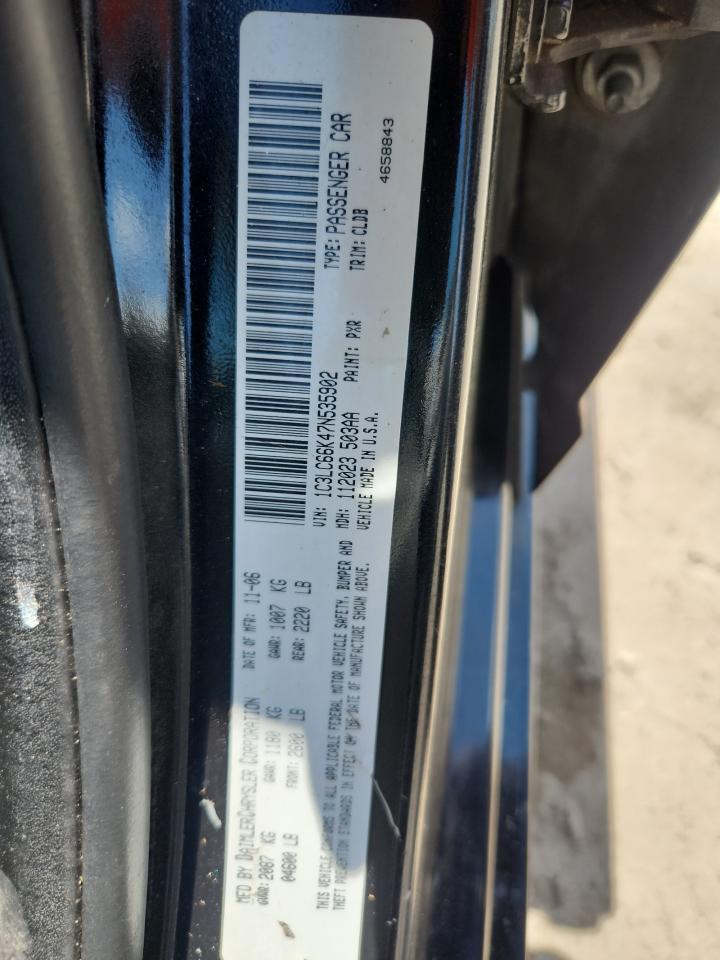 MFD BY DAIMLERCHRYSLER CORPORATION DATE OF MFR: 11-06
GVWR: 2087 KG GAWR: 1180 KG GAWR: 1007 KG
04600 LB FRONT: 2600 LB REAR: 2220 LB
THIS VEHICLE CONFORMS TO ALL APPLICABLE FEDERAL MOTOR VEHICLE SAFETY, BUMPER AND
THEFT PREVENTION STANDARDS IN EFFECT ON THE DATE OF MANUFACTURE SHOWN ABOVE.
VIN: 1C3LC66K47N535902 TYPE: PASSENGER CAR
MDH: 112023 503AA PAINT: PXR TRIM: CLDB
VEHICLE MADE IN U.S.A.
4658843